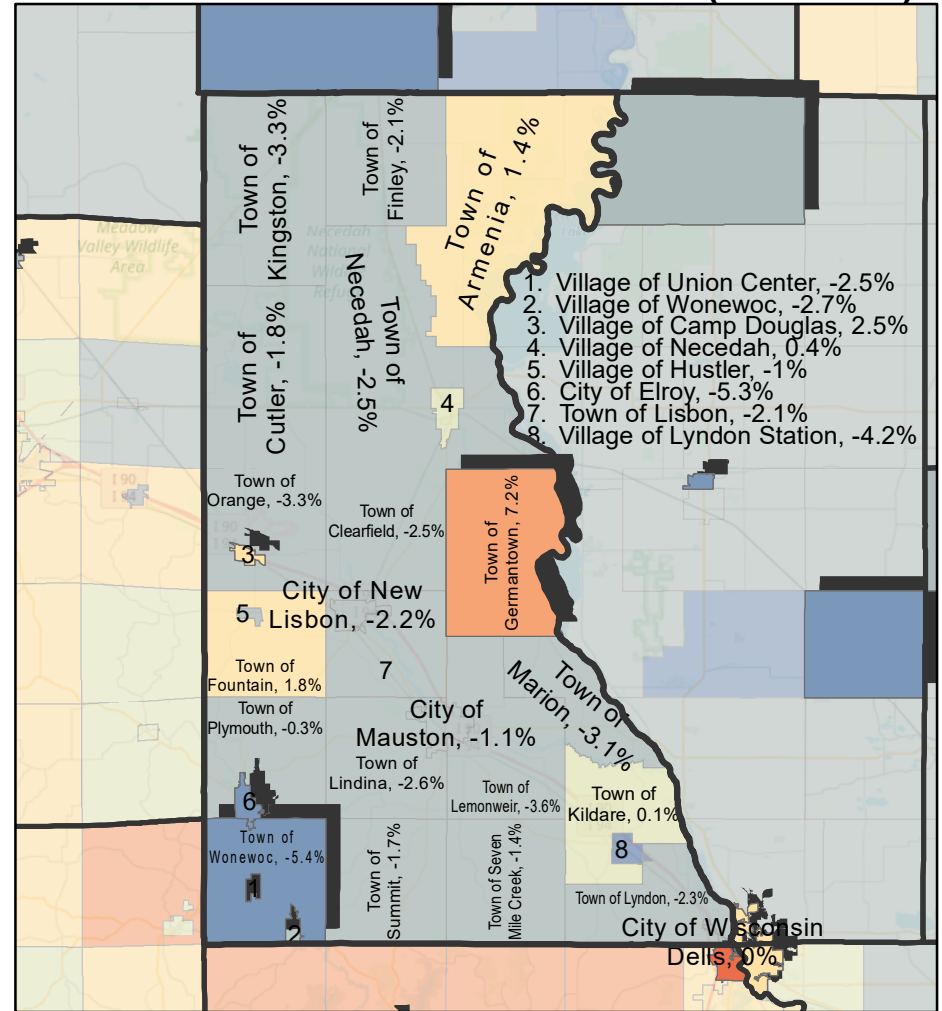 Town of
Kingston, -3.3%
Town of
Finley, -2.1%
Town of
Armenia, 1.4%
Meadow
Valley Wildlife
Area
Necedah
National
Wildlife
Refuge
Town of
Cutler, -1.8%
Town of
Necedah, -2.5%
1. Village of Union Center, -2.5%
2. Village of Wonewoc, -2.7%
3. Village of Camp Douglas, 2.5%
4. Village of Necedah, 0.4%
5. Village of Hustler, -1%
6. City of Elroy, -5.3%
7. Town of Lisbon, -2.1%
8. Village of Lyndon Station, -4.2%
4
Town of
Orange, -3.3%
I 90
I 90
Town of
Clearfield, -2.5%
Town of
Germantown, 7.2%
3
5
City of New
Lisbon, -2.2%
Town of
Fountain, 1.8%
7
Town of
Marion, -3.1%
Town of
Plymouth, -0.3%
City of
Mauston, -1.1%
Town of
Lindina, -2.6%
Town of
Lemonweir, -3.6%
Town of
Kildare, 0.1%
6
Town of
Wonewoc, -5.4%
8
1
2
Town of
Summit, -1.7%
Town of Seven
Mile Creek, -1.4%
Town of Lyndon, -2.3%
City of Wisconsin
Dells, 0%